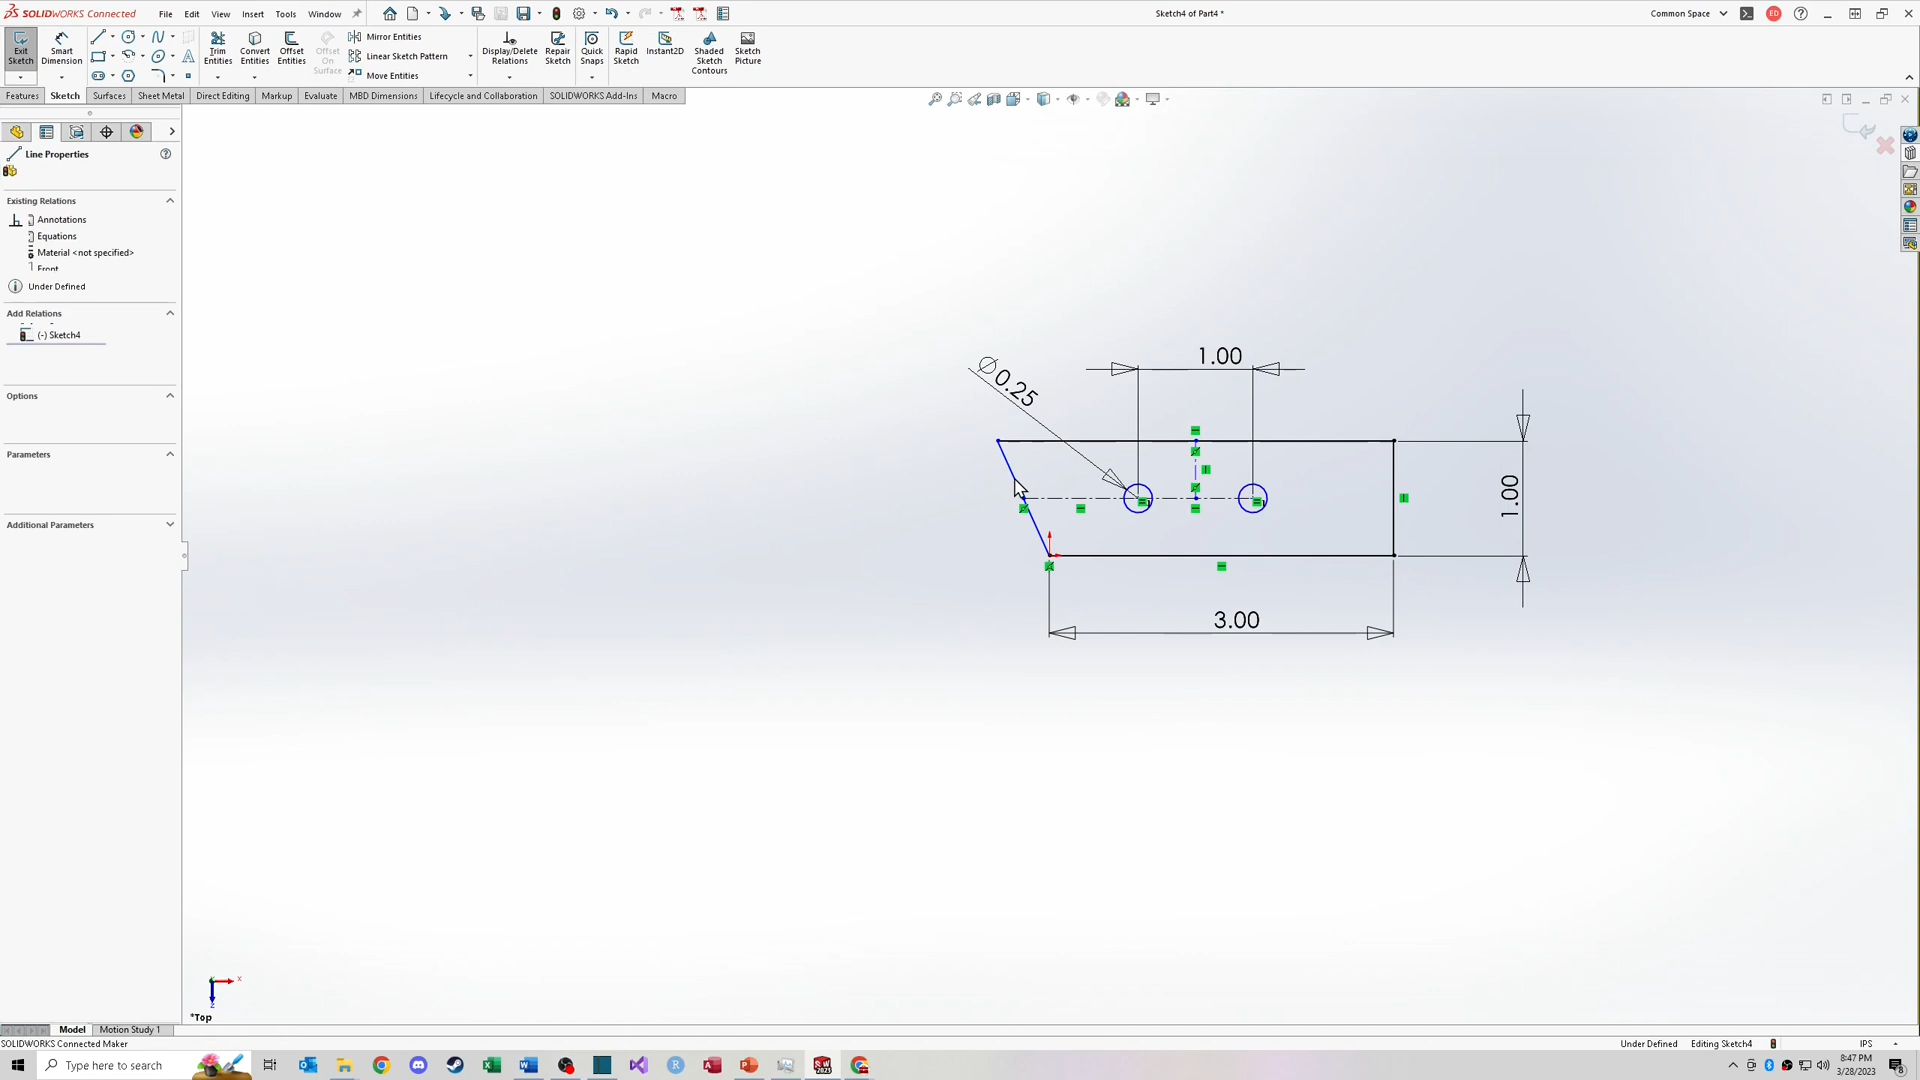 SOLIDWORKS Connected
File Edit View Insert Tools Window
Sketch4 of Part4 *
Common Space
Exit Sketch
Smart Dimension
Trim Entities
Convert Entities
Offset Entities
Offset On Surface
Mirror Entities
Linear Sketch Pattern
Move Entities
Display/Delete Relations
Repair Sketch
Quick Snaps
Rapid Sketch
Instant2D
Shaded Sketch Contours
Sketch Picture
Features Sketch Surfaces Sheet Metal Direct Editing Markup Evaluate MBD Dimensions Lifecycle and Collaboration SOLIDWORKS Add-Ins Macro
Line Properties
Existing Relations
Annotations
Equations
Material <not specified>
Front
Under Defined
Add Relations
(-) Sketch4
Options
Parameters
Additional Parameters
1.00
Ø0.25
1.00
3.00
x
z
*Top
Model Motion Study 1
SOLIDWORKS Connected Maker
Under Defined Editing Sketch4 IPS
Type here to search
8:47 PM
3/28/2023